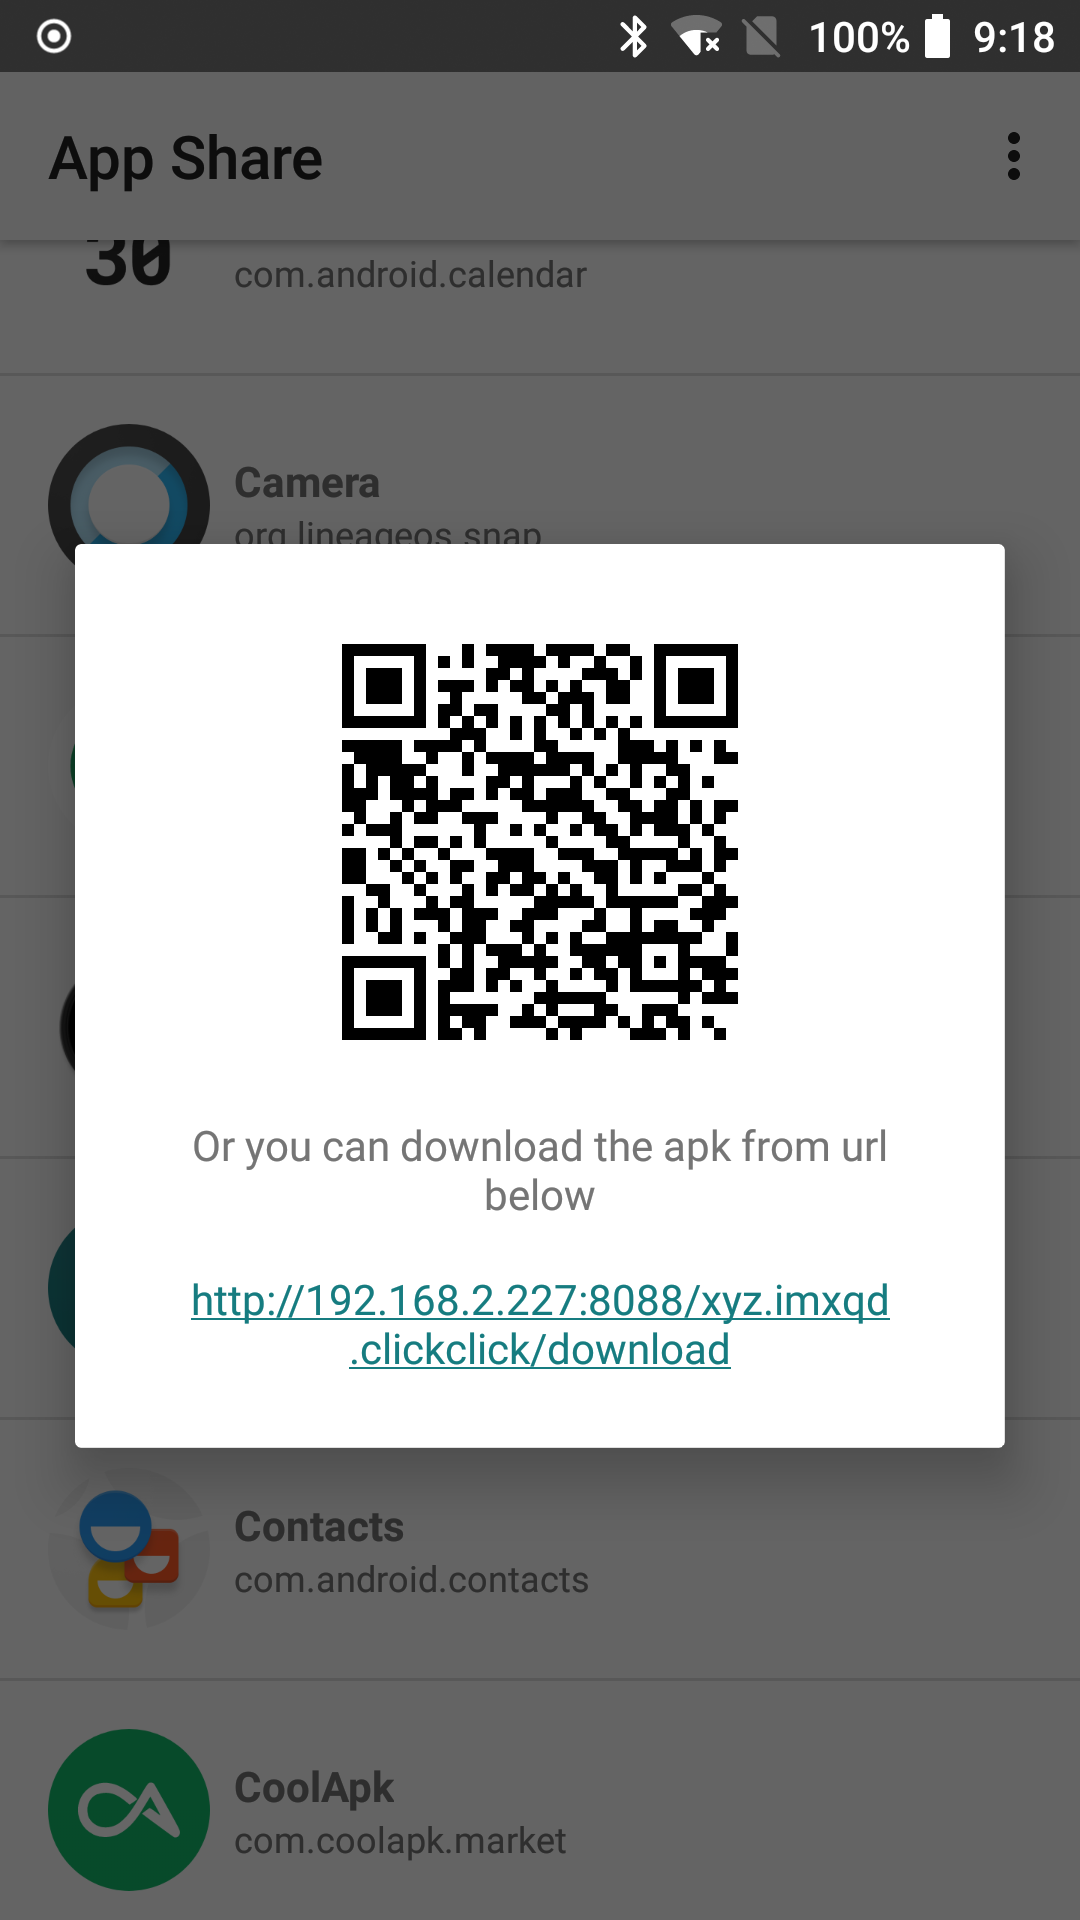 100% 9:18
App Share
30
com.android.calendar
Camera
org.lineageos.snap
Or you can download the apk from url
below
http://192.168.2.227:8088/xyz.imxqd
.clickclick/download
Contacts
com.android.contacts
CoolApk
com.coolapk.market